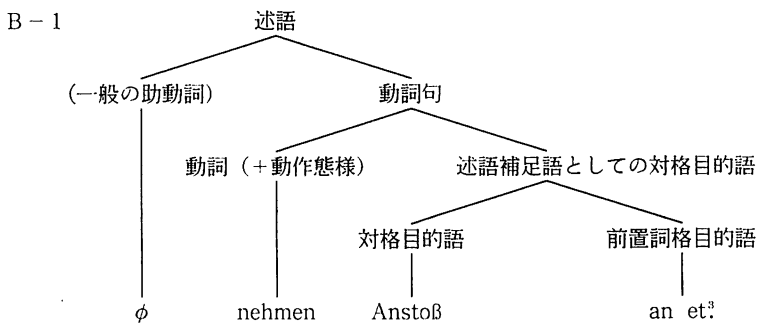 B－1 述語
(一般の助動詞) 動詞句
動詞（＋動作態様） 述語補足語としての対格目的語
対格目的語 前置詞格目的語
φ nehmen Anstoß an et.³